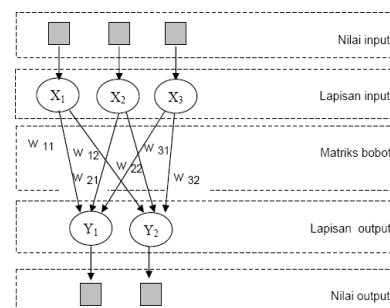 Nilai input
X1 X2 X3 Lapisan input
W 11 W 12 W 22 W 31 Matriks bobot
W 21 W 32
Y1 Y2 Lapisan output
Nilai output